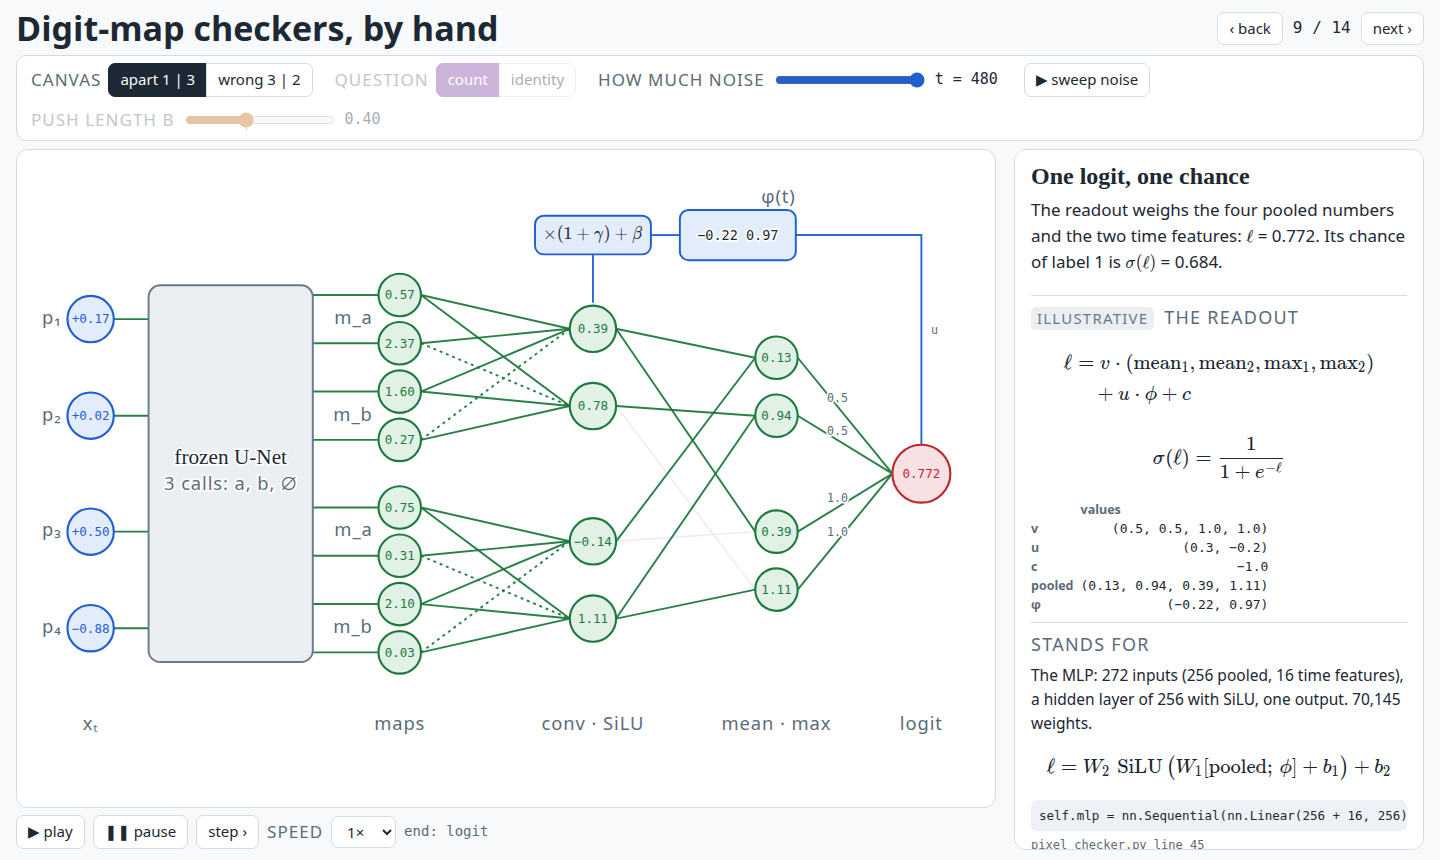 Digit-map checkers, by hand
‹ back 9 / 14 next ›
CANVAS apart 1 | 3 wrong 3 | 2 QUESTION count identity HOW MUCH NOISE t = 480 ▶ sweep noise
PUSH LENGTH B 0.40
φ(t)
×(1 + γ) + β
−0.22 0.97
p₁ +0.17
p₂ +0.02
p₃ +0.50
p₄ −0.88
frozen U-Net
3 calls: a, b, ∅
0.57
m_a
2.37
1.60
m_b
0.27
0.75
m_a
0.31
2.10
m_b
0.03
0.39
0.78
−0.14
1.11
0.13
0.94
0.39
1.11
u
0.5
0.5
1.0
1.0
0.772
xₜ maps conv · SiLU mean · max logit
▶ play ❚❚ pause step › SPEED 1× end: logit
One logit, one chance
The readout weighs the four pooled numbers
and the two time features: ℓ = 0.772. Its chance
of label 1 is σ(ℓ) = 0.684.
ILLUSTRATIVE THE READOUT
ℓ = v · (mean₁, mean₂, max₁, max₂)
+ u · ϕ + c
σ(ℓ) = 1 / (1 + e^−ℓ)
values
v (0.5, 0.5, 1.0, 1.0)
u (0.3, −0.2)
c −1.0
pooled (0.13, 0.94, 0.39, 1.11)
φ (−0.22, 0.97)
STANDS FOR
The MLP: 272 inputs (256 pooled, 16 time features),
a hidden layer of 256 with SiLU, one output. 70,145
weights.
ℓ = W₂ SiLU (W₁[pooled; ϕ] + b₁) + b₂
self.mlp = nn.Sequential(nn.Linear(256 + 16, 256)
pixel_checker.py line 45